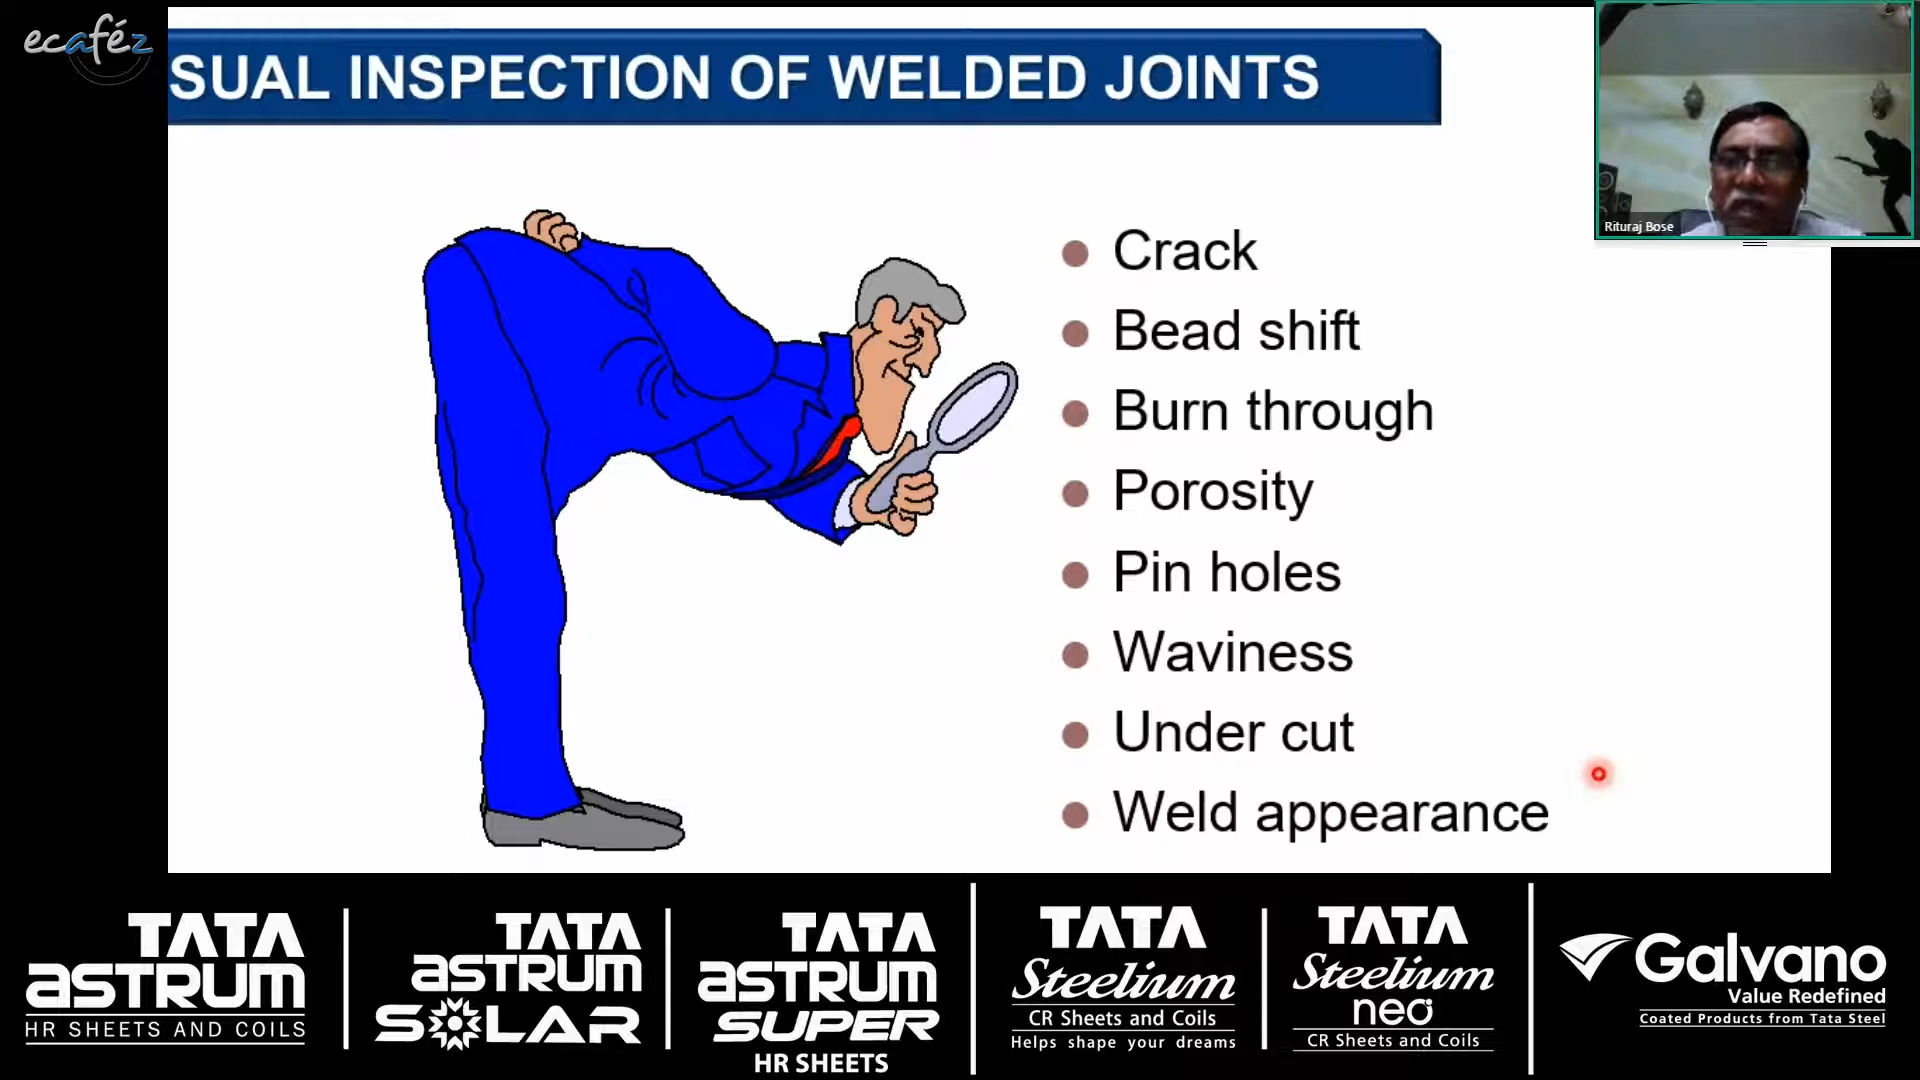 ecaféz
SUAL INSPECTION OF WELDED JOINTS
Rituraj Bose
Crack
Bead shift
Burn through
Porosity
Pin holes
Waviness
Under cut
Weld appearance
TATA
ASTRUM
HR SHEETS AND COILS
TATA
ASTRUM
SOLAR
TATA
ASTRUM
SUPER
HR SHEETS
TATA
Steelium
CR Sheets and Coils
Helps shape your dreams
TATA
Steelium
neo
CR Sheets and Coils
Galvano
Value Redefined
Coated Products from Tata Steel